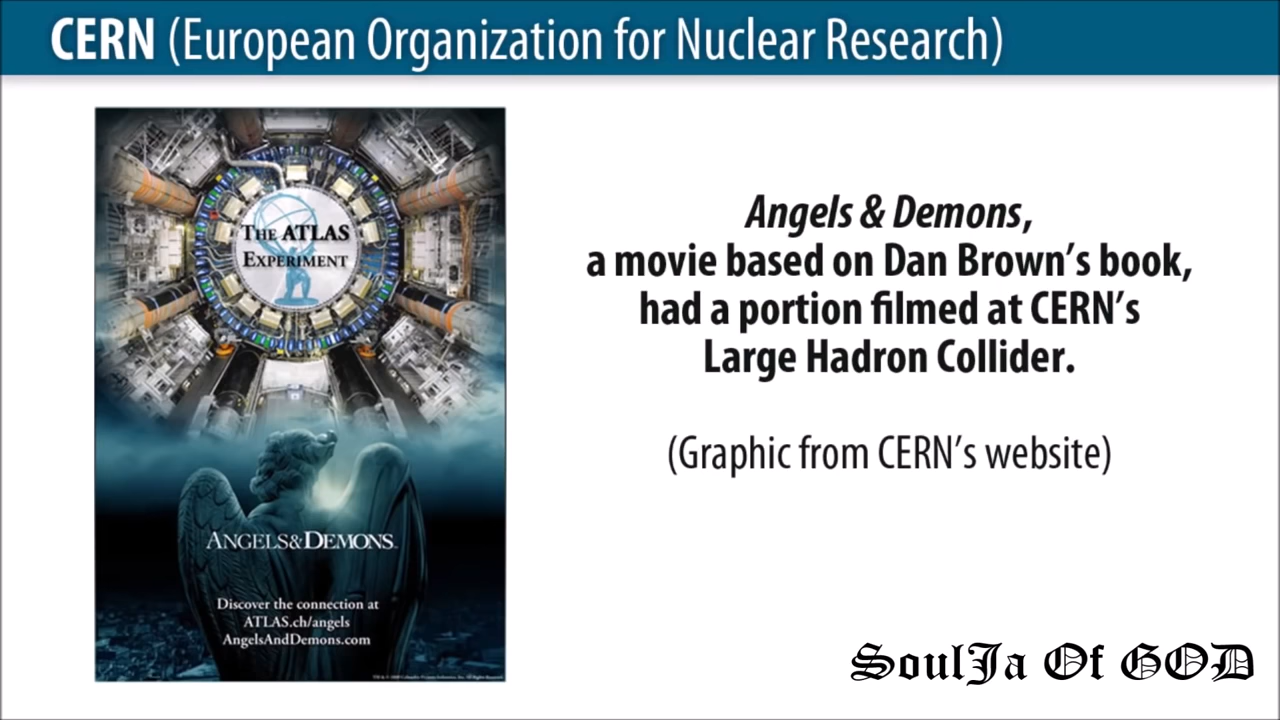 CERN (European Organization for Nuclear Research)
THE ATLAS
EXPERIMENT
ANGELS&DEMONS
Discover the connection at
ATLAS.ch/angels
AngelsAndDemons.com
Angels & Demons,
a movie based on Dan Brown's book,
had a portion filmed at CERN's
Large Hadron Collider.
(Graphic from CERN's website)
SoulJa Of GOD